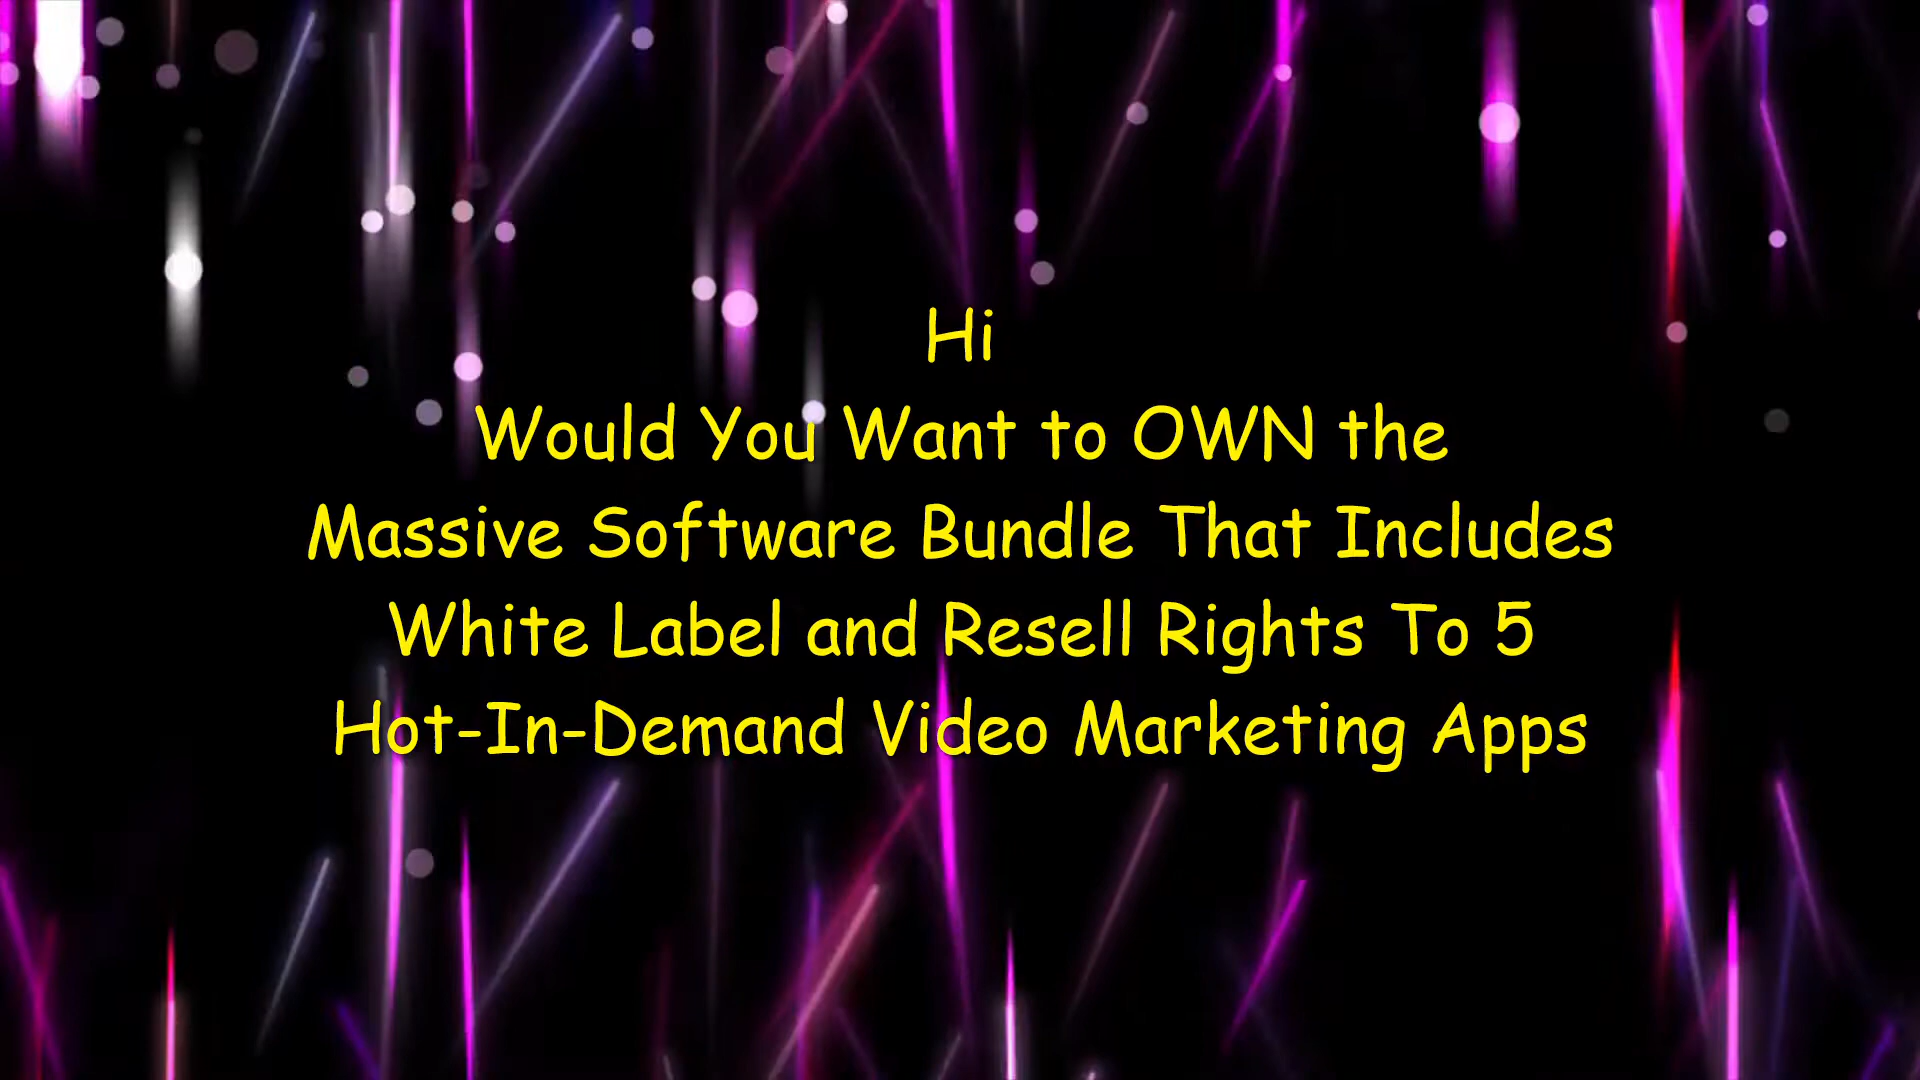 Hi
Would You Want to OWN the
Massive Software Bundle That Includes
White Label and Resell Rights To 5
Hot-In-Demand Video Marketing Apps